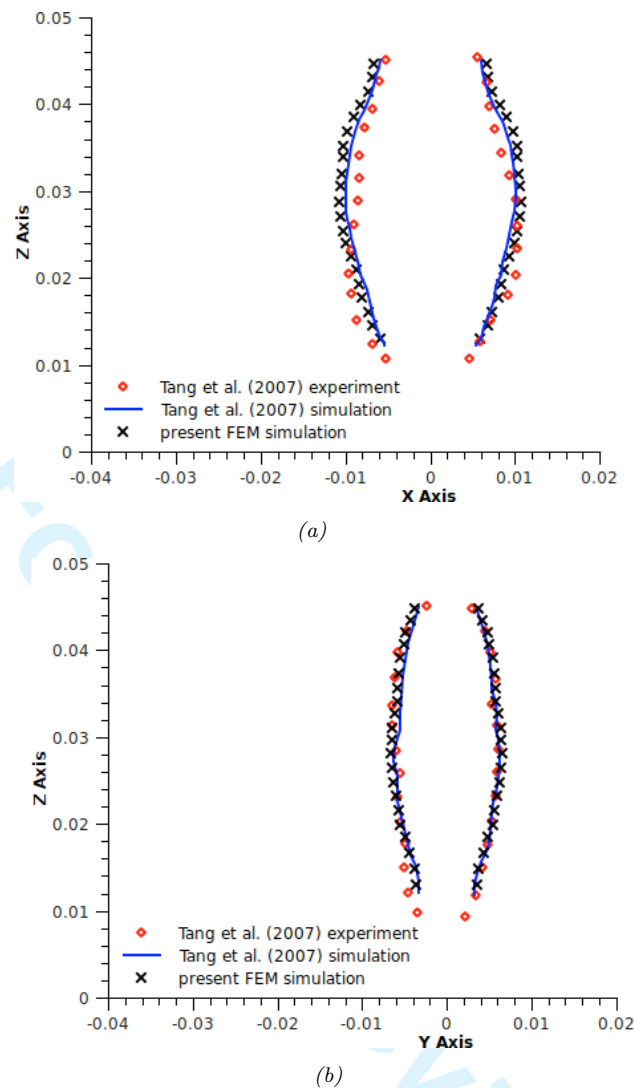 0.05
0.04
0.03
0.02
0.01
0
Z Axis
Tang et al. (2007) experiment
Tang et al. (2007) simulation
present FEM simulation
-0.04 -0.03 -0.02 -0.01 0 0.01 0.02
X Axis
(a)
0.05
0.04
0.03
0.02
0.01
0
Z Axis
Tang et al. (2007) experiment
Tang et al. (2007) simulation
present FEM simulation
-0.04 -0.03 -0.02 -0.01 0 0.01 0.02
Y Axis
(b)